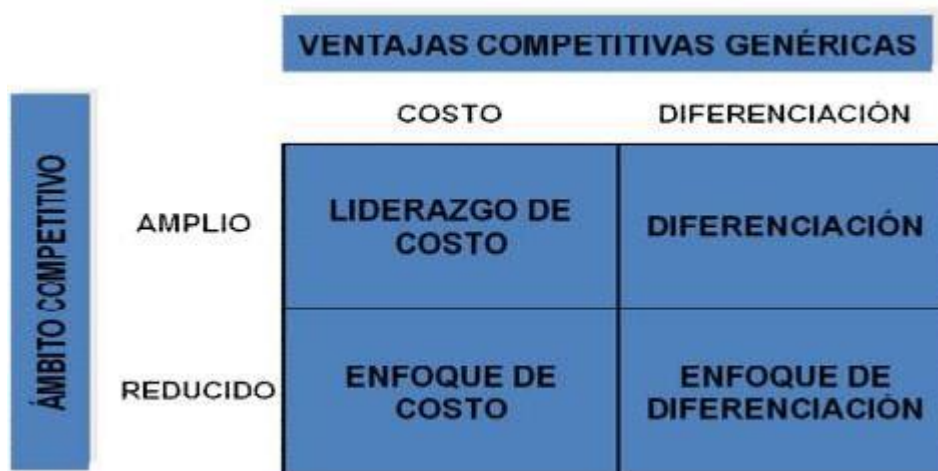 VENTAJAS COMPETITIVAS GENÉRICAS
COSTO
DIFERENCIACIÓN
ÁMBITO COMPETITIVO
AMPLIO
LIDERAZGO DE
COSTO
DIFERENCIACIÓN
REDUCIDO
ENFOQUE DE
COSTO
ENFOQUE DE
DIFERENCIACIÓN